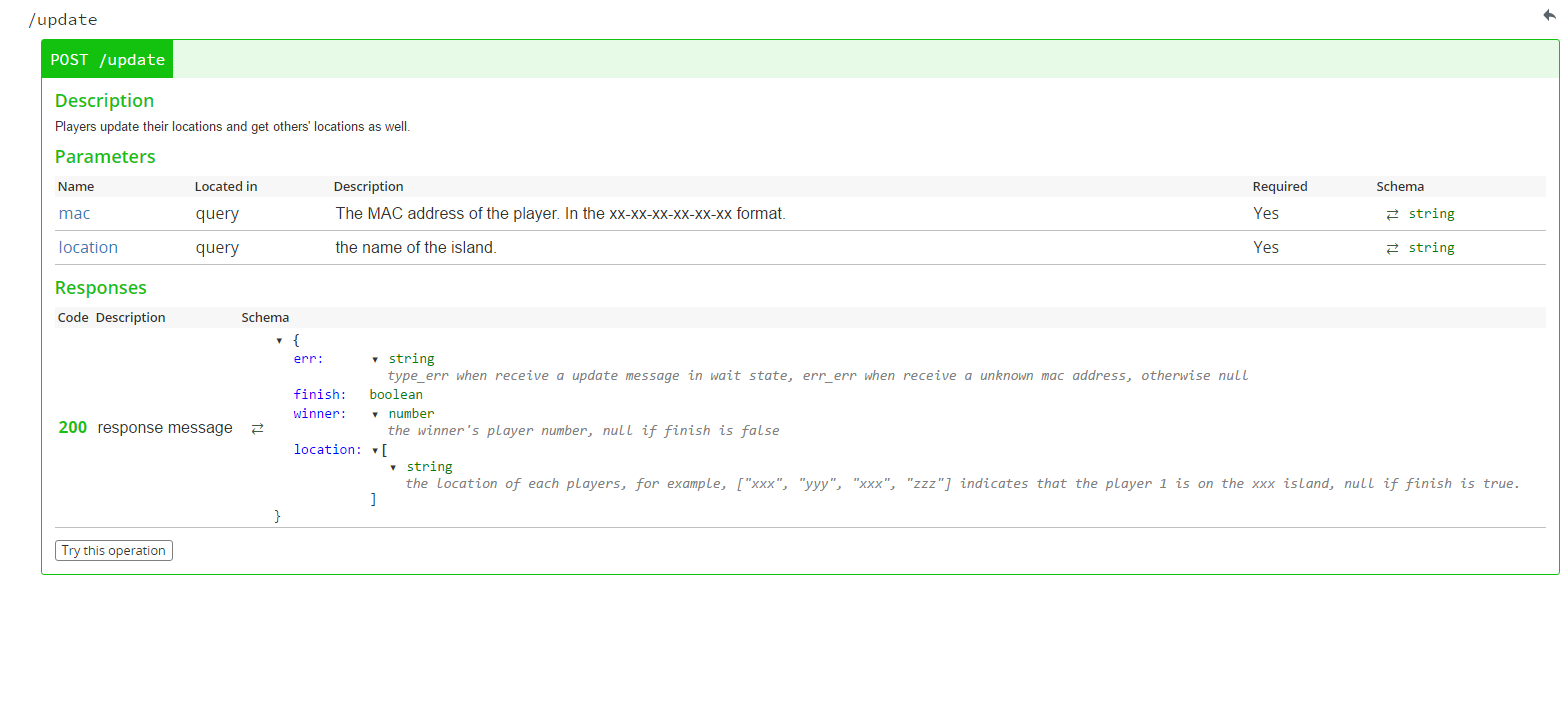 /update
POST /update
Description
Players update their locations and get others' locations as well.
Parameters
Name Located in Description Required Schema
mac query The MAC address of the player. In the xx-xx-xx-xx-xx-xx format. Yes ⇄ string
location query the name of the island. Yes ⇄ string
Responses
Code Description Schema
▼ {
err: ▼ string
type_err when receive a update message in wait state, err_err when receive a unknown mac address, otherwise null
finish: boolean
winner: ▼ number
the winner's player number, null if finish is false
200 response message ⇄
location: ▼ [
▼ string
the location of each players, for example, ["xxx", "yyy", "xxx", "zzz"] indicates that the player 1 is on the xxx island, null if finish is true.
]
}
Try this operation